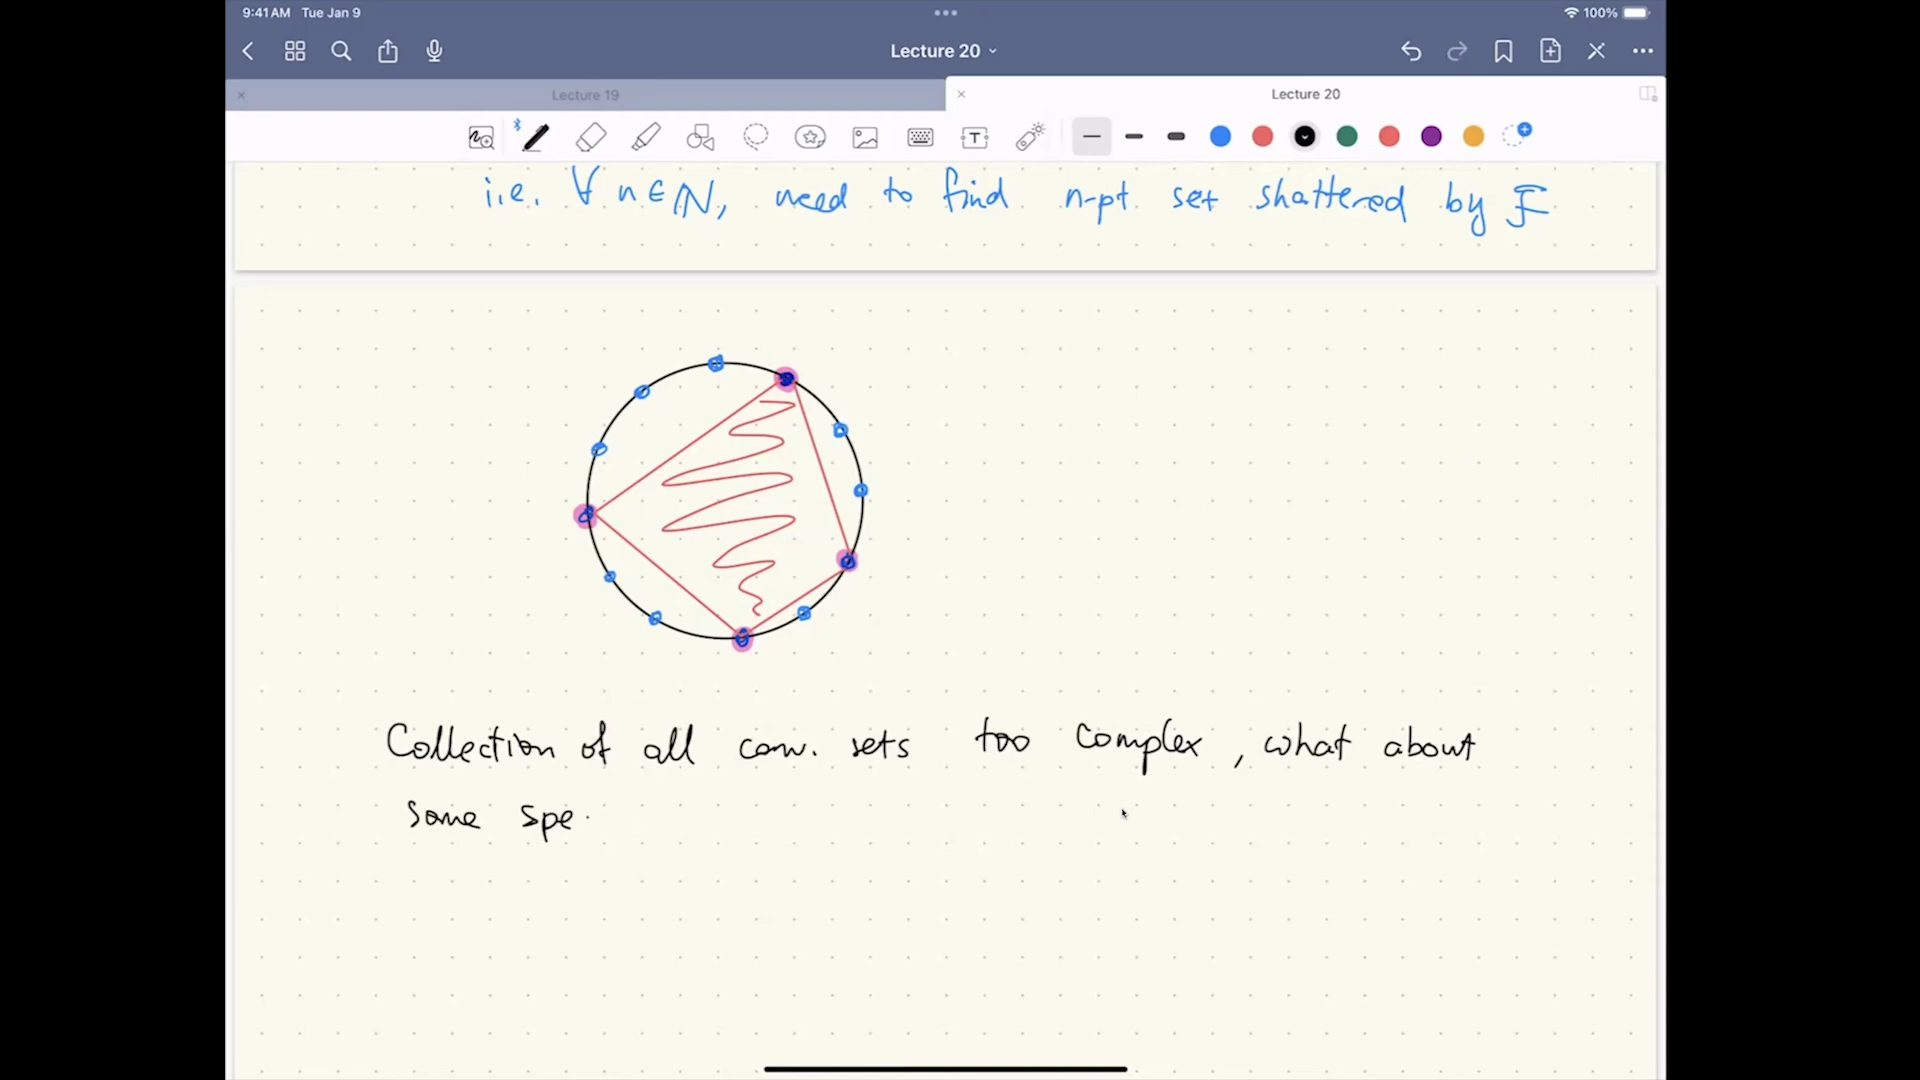 9:41 AM Tue Jan 9
100%
Lecture 20
Lecture 19
Lecture 20
i.e. ∀ n ∈ ℕ, need to find n-pt set shattered by F
Collection of all conv. sets too complex, what about
some spe